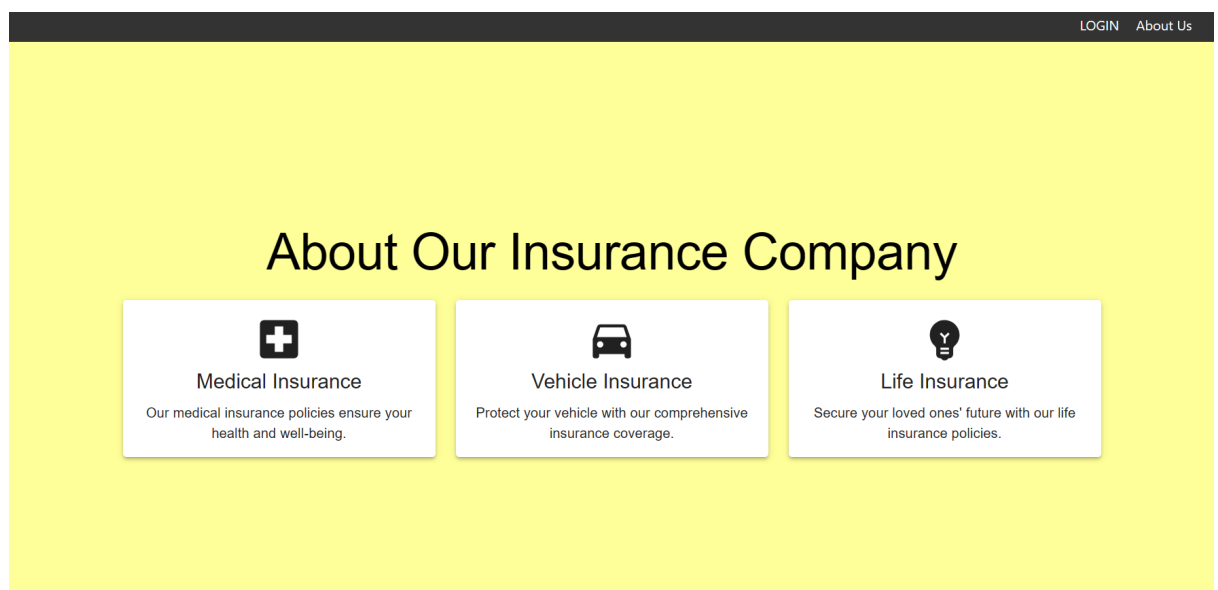 LOGIN About Us
About Our Insurance Company
Medical Insurance
Our medical insurance policies ensure your
health and well-being.
Vehicle Insurance
Protect your vehicle with our comprehensive
insurance coverage.
Life Insurance
Secure your loved ones' future with our life
insurance policies.